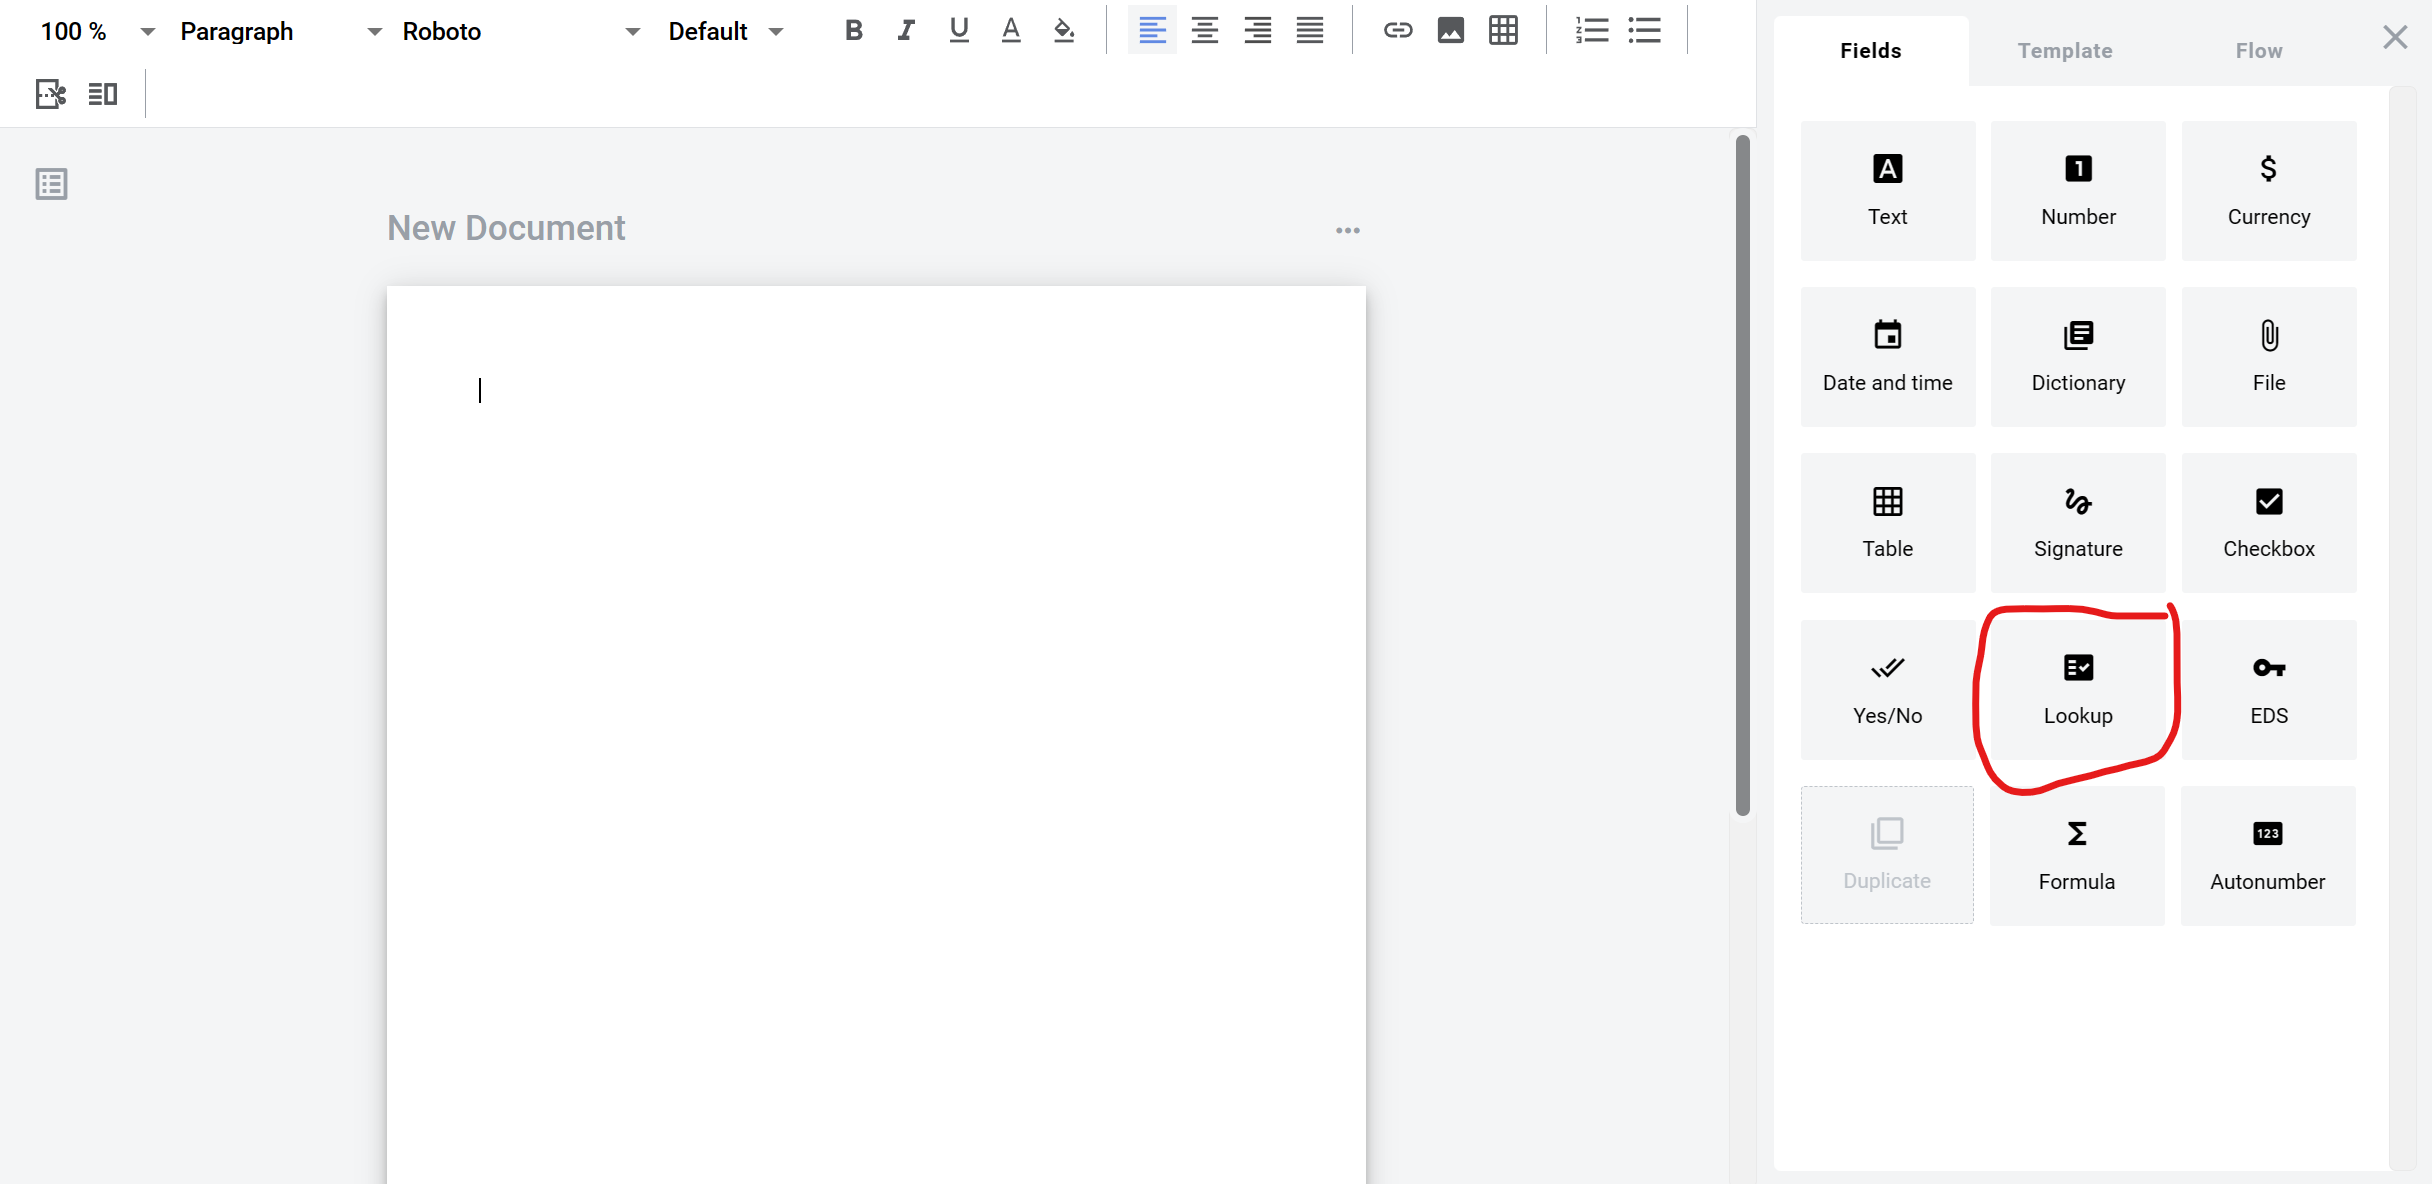 100 %
Paragraph
Roboto
Default
Fields
Template
Flow
New Document
Text
Number
Currency
Date and time
Dictionary
File
Table
Signature
Checkbox
Yes/No
Lookup
EDS
Duplicate
Formula
Autonumber